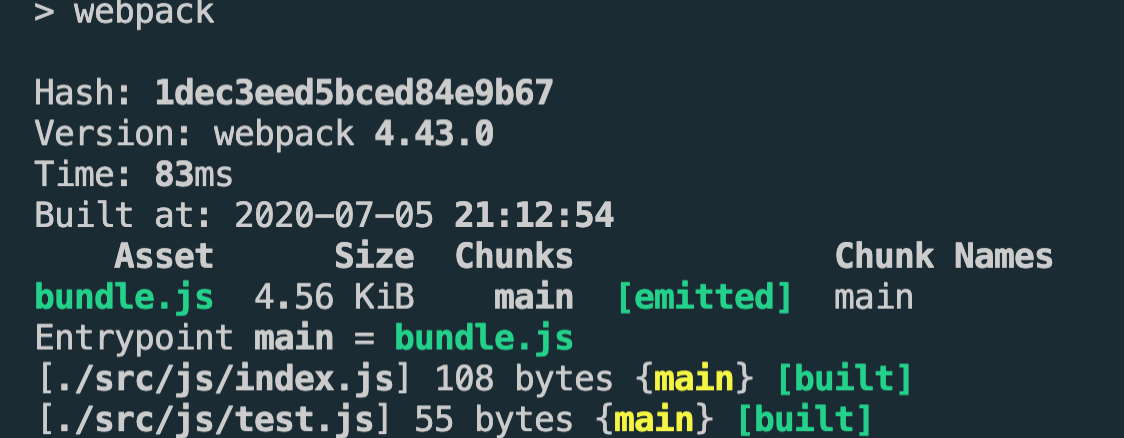 > webpack
Hash: 1dec3eed5bced84e9b67
Version: webpack 4.43.0
Time: 83ms
Built at: 2020-07-05 21:12:54
Asset Size Chunks Chunk Names
bundle.js 4.56 KiB main [emitted] main
Entrypoint main = bundle.js
[./src/js/index.js] 108 bytes {main} [built]
[./src/js/test.js] 55 bytes {main} [built]